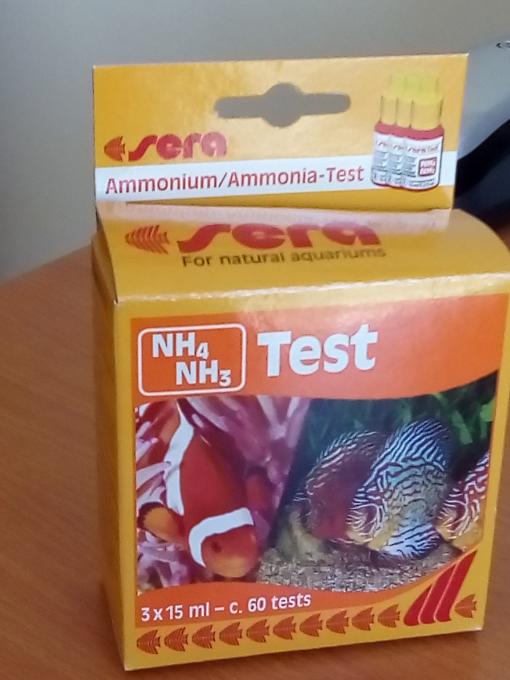 sera
Ammonium/Ammonia-Test
sera
For natural aquariums
NH4
NH3
Test
3 x 15 ml – c. 60 tests